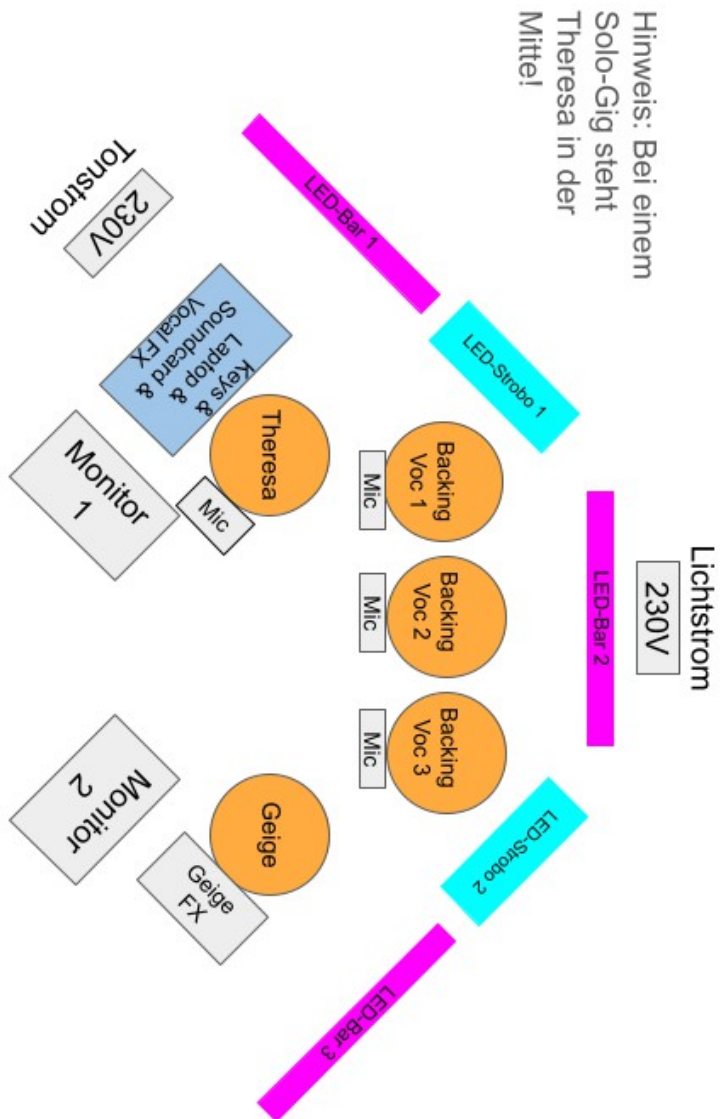 Hinweis: Bei einem
Solo-Gig steht
Theresa in der
Mitte!
Lichtstrom
230V
LED-Bar 2
LED-Strobo 1
LED-Strobo 2
LED-Bar 1
LED-Bar 3
Backing
Voc 1
Mic
Backing
Voc 2
Mic
Backing
Voc 3
Mic
Tonstrom
230V
Keys &
Laptop &
Soundcard &
Vocal FX
Theresa
Mic
Geige
Geige
FX
Monitor
1
Monitor
2